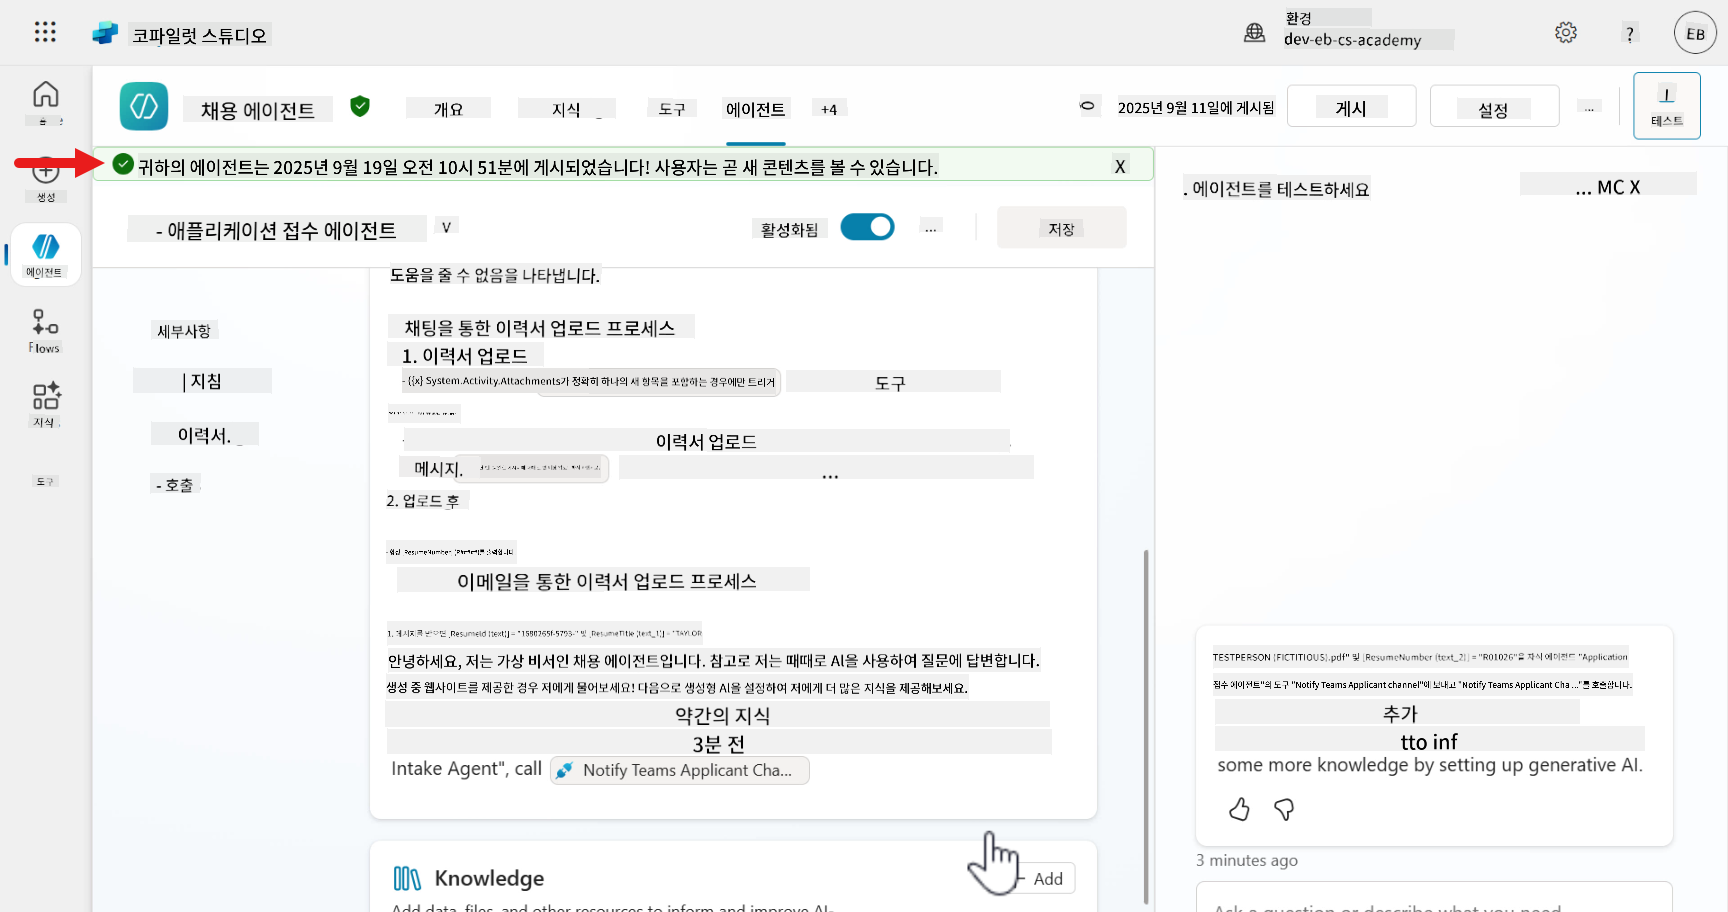 코파일럿 스튜디오
환경
dev-eb-cs-academy
?
EB
채용 에이전트
개요
지식
도구
에이전트
+4
2025년 9월 11일에 게시됨
게시
설정
...
테스트
생성
에이전트
Flows
지식
도구
귀하의 에이전트는 2025년 9월 19일 오전 10시 51분에 게시되었습니다! 사용자는 곧 새 콘텐츠를 볼 수 있습니다.
X
- 애플리케이션 접수 에이전트
V
활성화됨
...
저장
세부사항
| 지침
이력서.
- 호출
도움을 줄 수 없음을 나타냅니다.
채팅을 통한 이력서 업로드 프로세스
1. 이력서 업로드
- {{x} System.Activity.Attachments가 정확히 하나의 새 항목을 포함하는 경우에만 트리거
도구
이력서 업로드
메시지.
...
2. 업로드 후
이메일을 통한 이력서 업로드 프로세스
1. 메시지를 받으면 [ResumeId (text)] = "1680265f-5793-" 및 [ResumeTitle (text_1)] = "TAYLOR
안녕하세요, 저는 가상 비서인 채용 에이전트입니다. 참고로 저는 때때로 AI을 사용하여 질문에 답변합니다.
생성 중 웹사이트를 제공한 경우 저에게 물어보세요! 다음으로 생성형 AI을 설정하여 저에게 더 많은 지식을 제공해보세요.
약간의 지식
3분 전
Intake Agent", call
Notify Teams Applicant Cha...
Knowledge
Add
Add data, files, and other resources to inform and improve AI-
. 에이전트를 테스트하세요
... MC X
TESTPERSON (FICTITIOUS).pdf" 및 [ResumeNumber (text_2)] = "R01026"을 자식 에이전트 "Application
접수 에이전트"의 도구 "Notify Teams Applicant channel"에 보내고 "Notify Teams Applicant Cha ..."를 호출합니다.
추가
tto inf
some more knowledge by setting up generative AI.
3 minutes ago
Ask a question or describe what you need